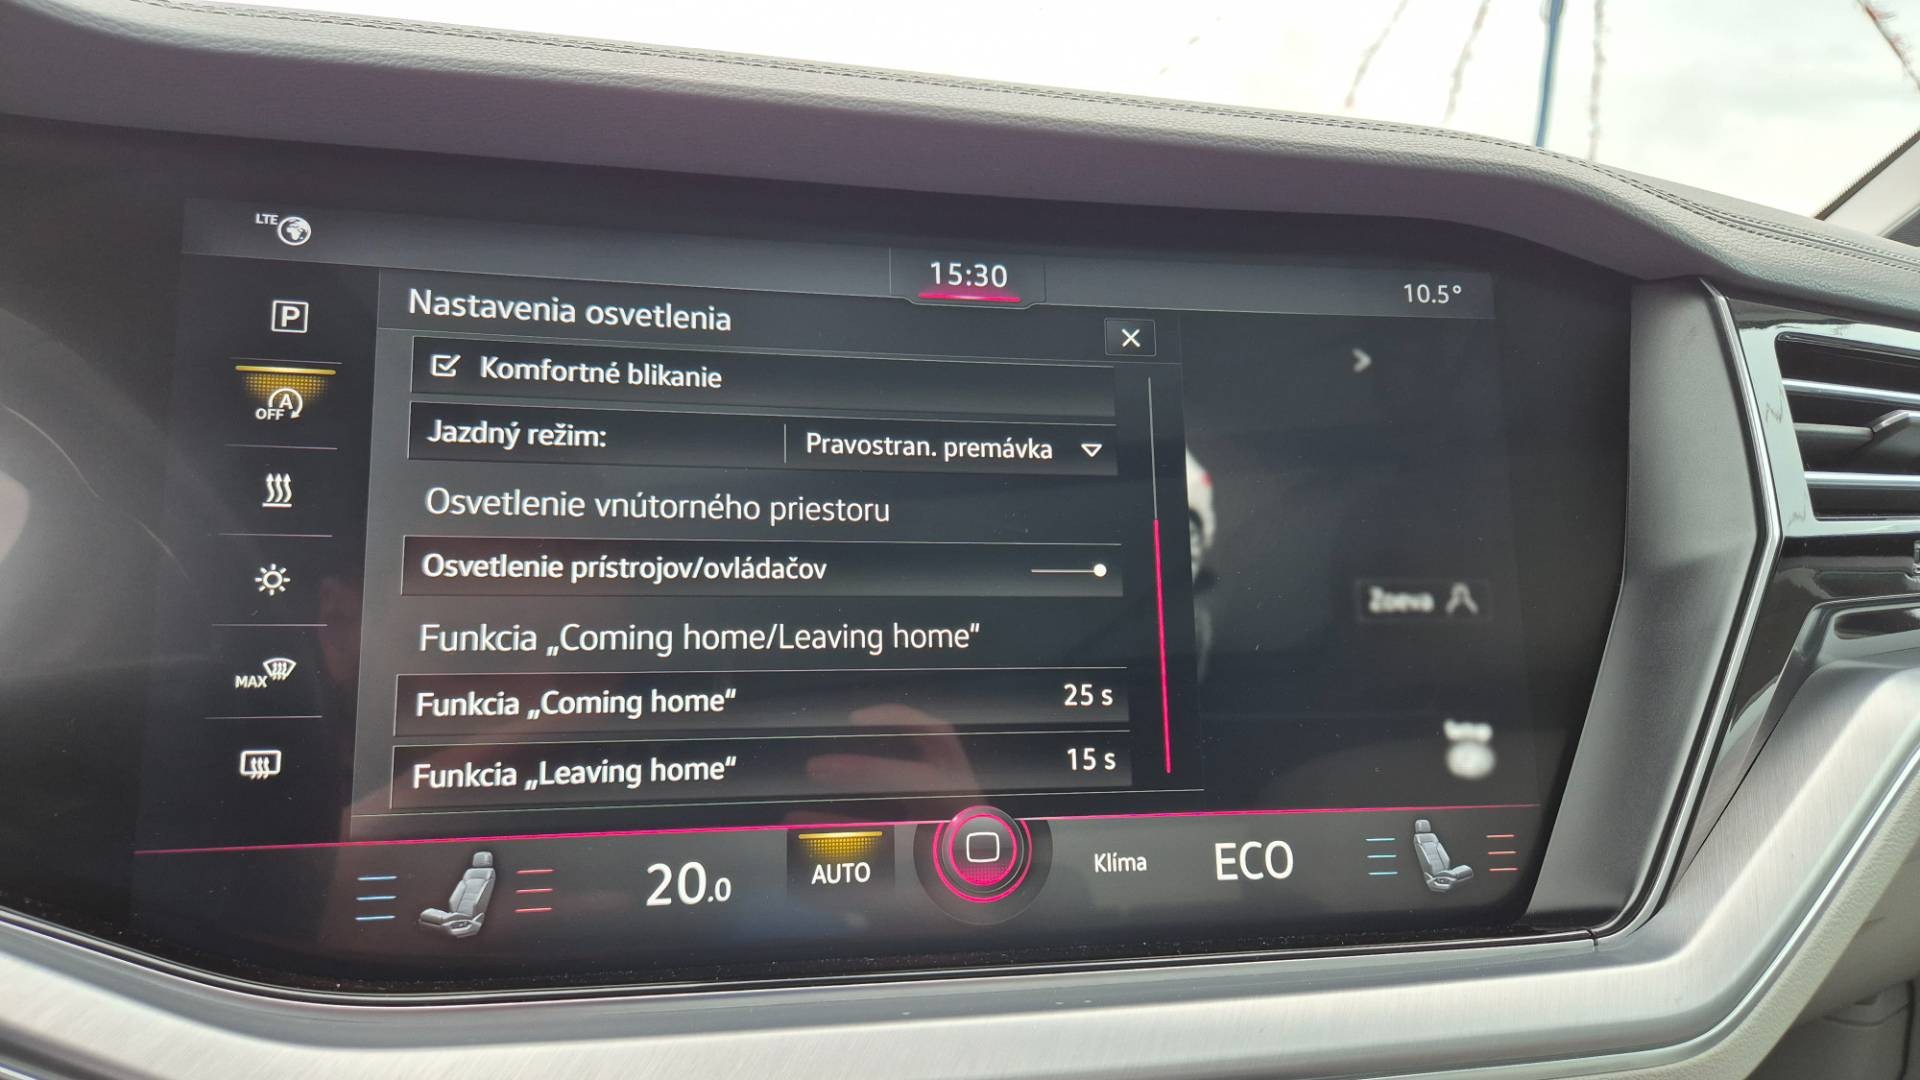 LTE
15:30
10.5°
P
Nastavenia osvetlenia
Komfortné blikanie
A
OFF
Jazdný režim: Pravostran. premávka
Osvetlenie vnútorného priestoru
Osvetlenie prístrojov/ovládačov
Funkcia „Coming home/Leaving home“
MAX
Funkcia „Coming home“ 25 s
Funkcia „Leaving home“ 15 s
20.0 AUTO Klíma ECO